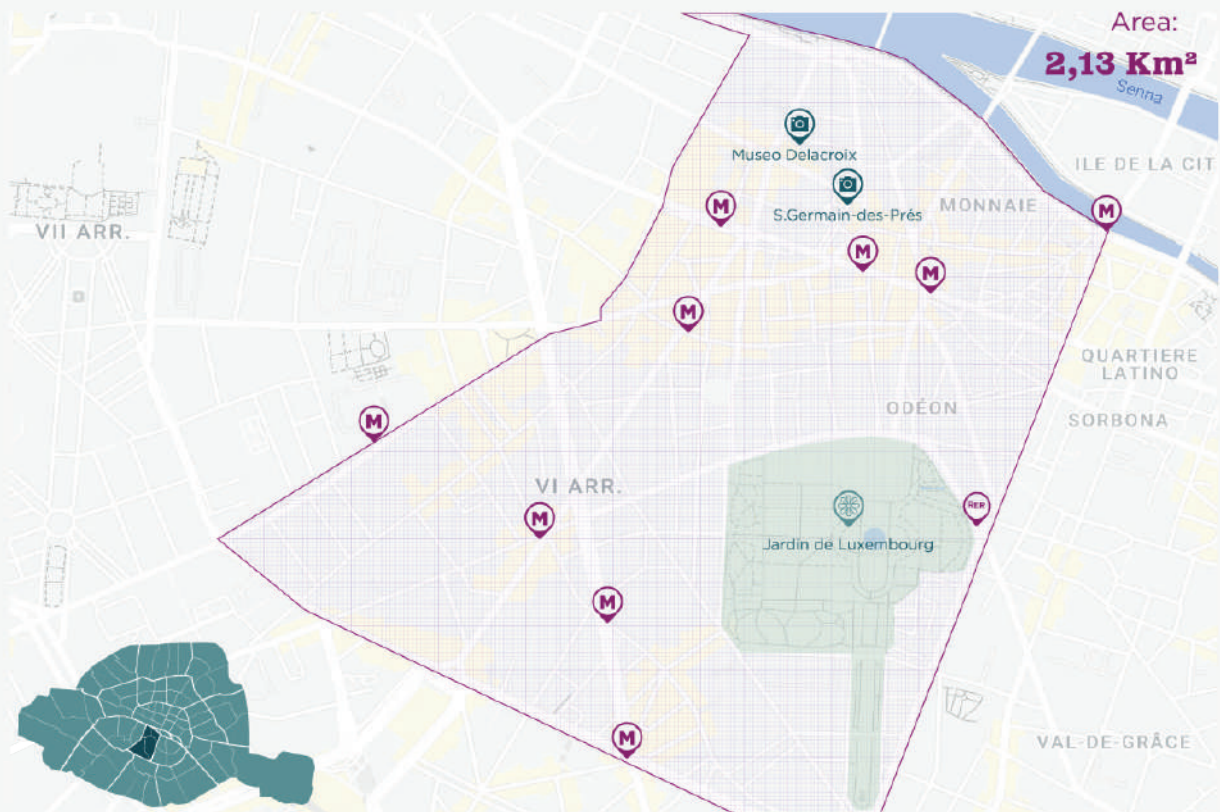 Area:
2,13 Km²
Senna
Museo Delacroix
ILE DE LA CIT
S.Germain-des-Prés
MONNAIE
M
M
VII ARR.
M
M
M
QUARTIERE
LATINO
ODÉON
SORBONA
M
VI ARR.
RER
M
Jardin de Luxembourg
M
VAL-DE-GRÂCE
M